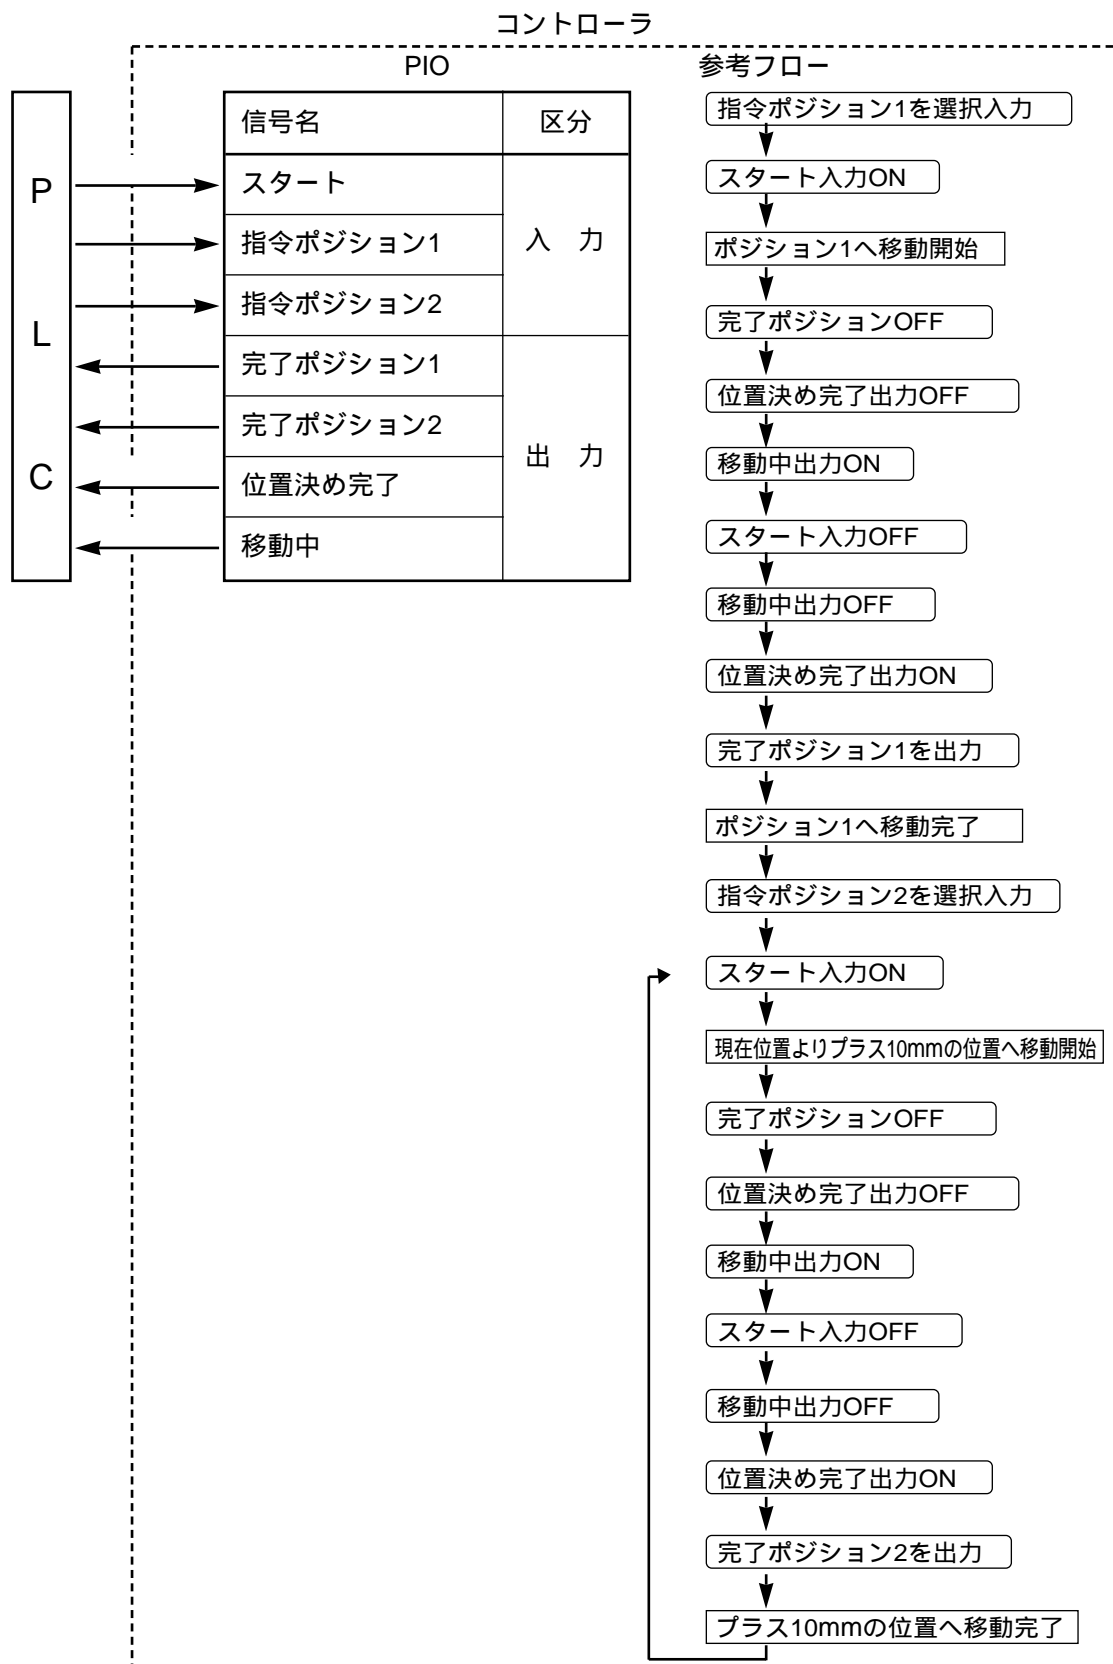 コントローラ
PIO
参考フロー
P
L
C
信号名
区分
スタート
指令ポジション1
指令ポジション2
入 力
完了ポジション1
完了ポジション2
位置決め完了
移動中
出 力
指令ポジション1を選択入力
スタート入力ON
ポジション1へ移動開始
完了ポジションOFF
位置決め完了出力OFF
移動中出力ON
スタート入力OFF
移動中出力OFF
位置決め完了出力ON
完了ポジション1を出力
ポジション1へ移動完了
指令ポジション2を選択入力
スタート入力ON
現在位置よりプラス10mmの位置へ移動開始
完了ポジションOFF
位置決め完了出力OFF
移動中出力ON
スタート入力OFF
移動中出力OFF
位置決め完了出力ON
完了ポジション2を出力
プラス10mmの位置へ移動完了